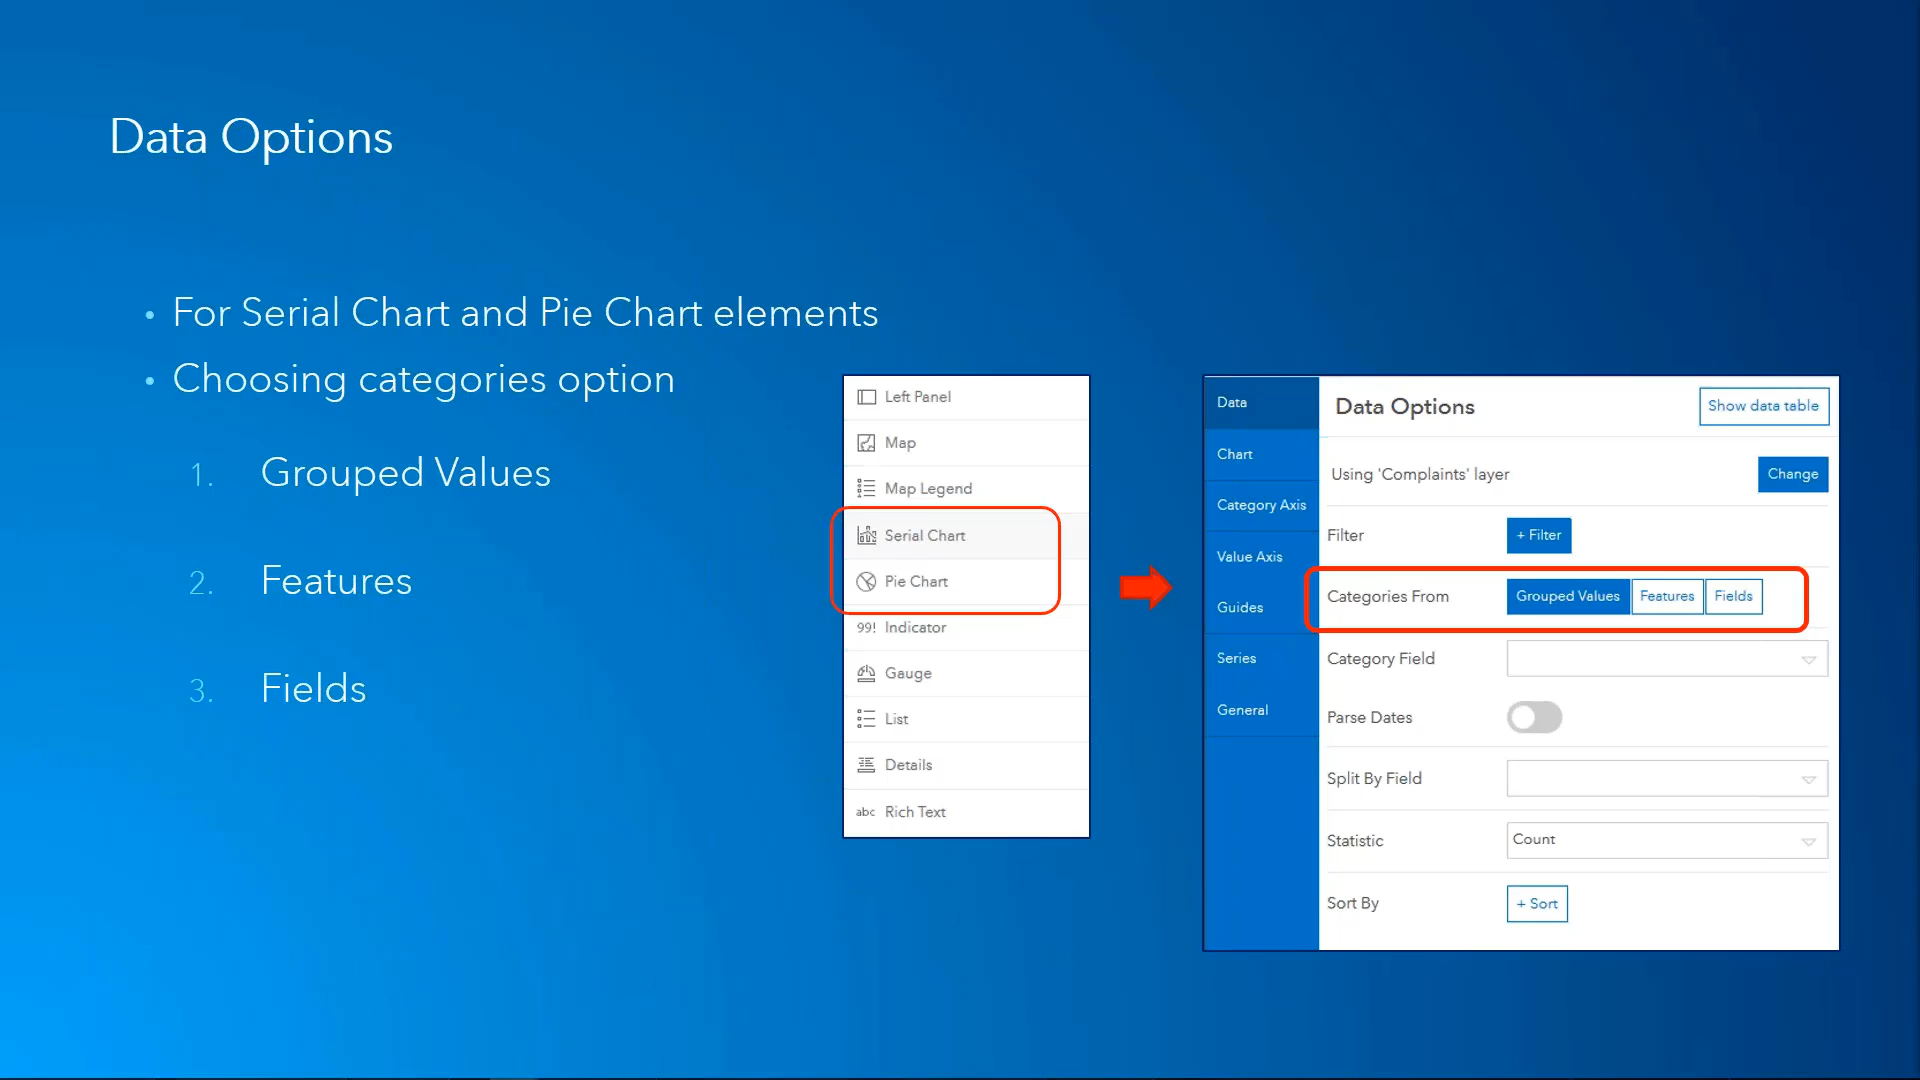 Data Options
• For Serial Chart and Pie Chart elements
• Choosing categories option
1. Grouped Values
2. Features
3. Fields
Left Panel
Map
Map Legend
Serial Chart
Pie Chart
99! Indicator
Gauge
List
Details
abc Rich Text
Data
Chart
Category Axis
Value Axis
Guides
Series
General
Data Options Show data table
Using 'Complaints' layer Change
Filter + Filter
Categories From Grouped Values Features Fields
Category Field
Parse Dates
Split By Field
Statistic Count
Sort By + Sort